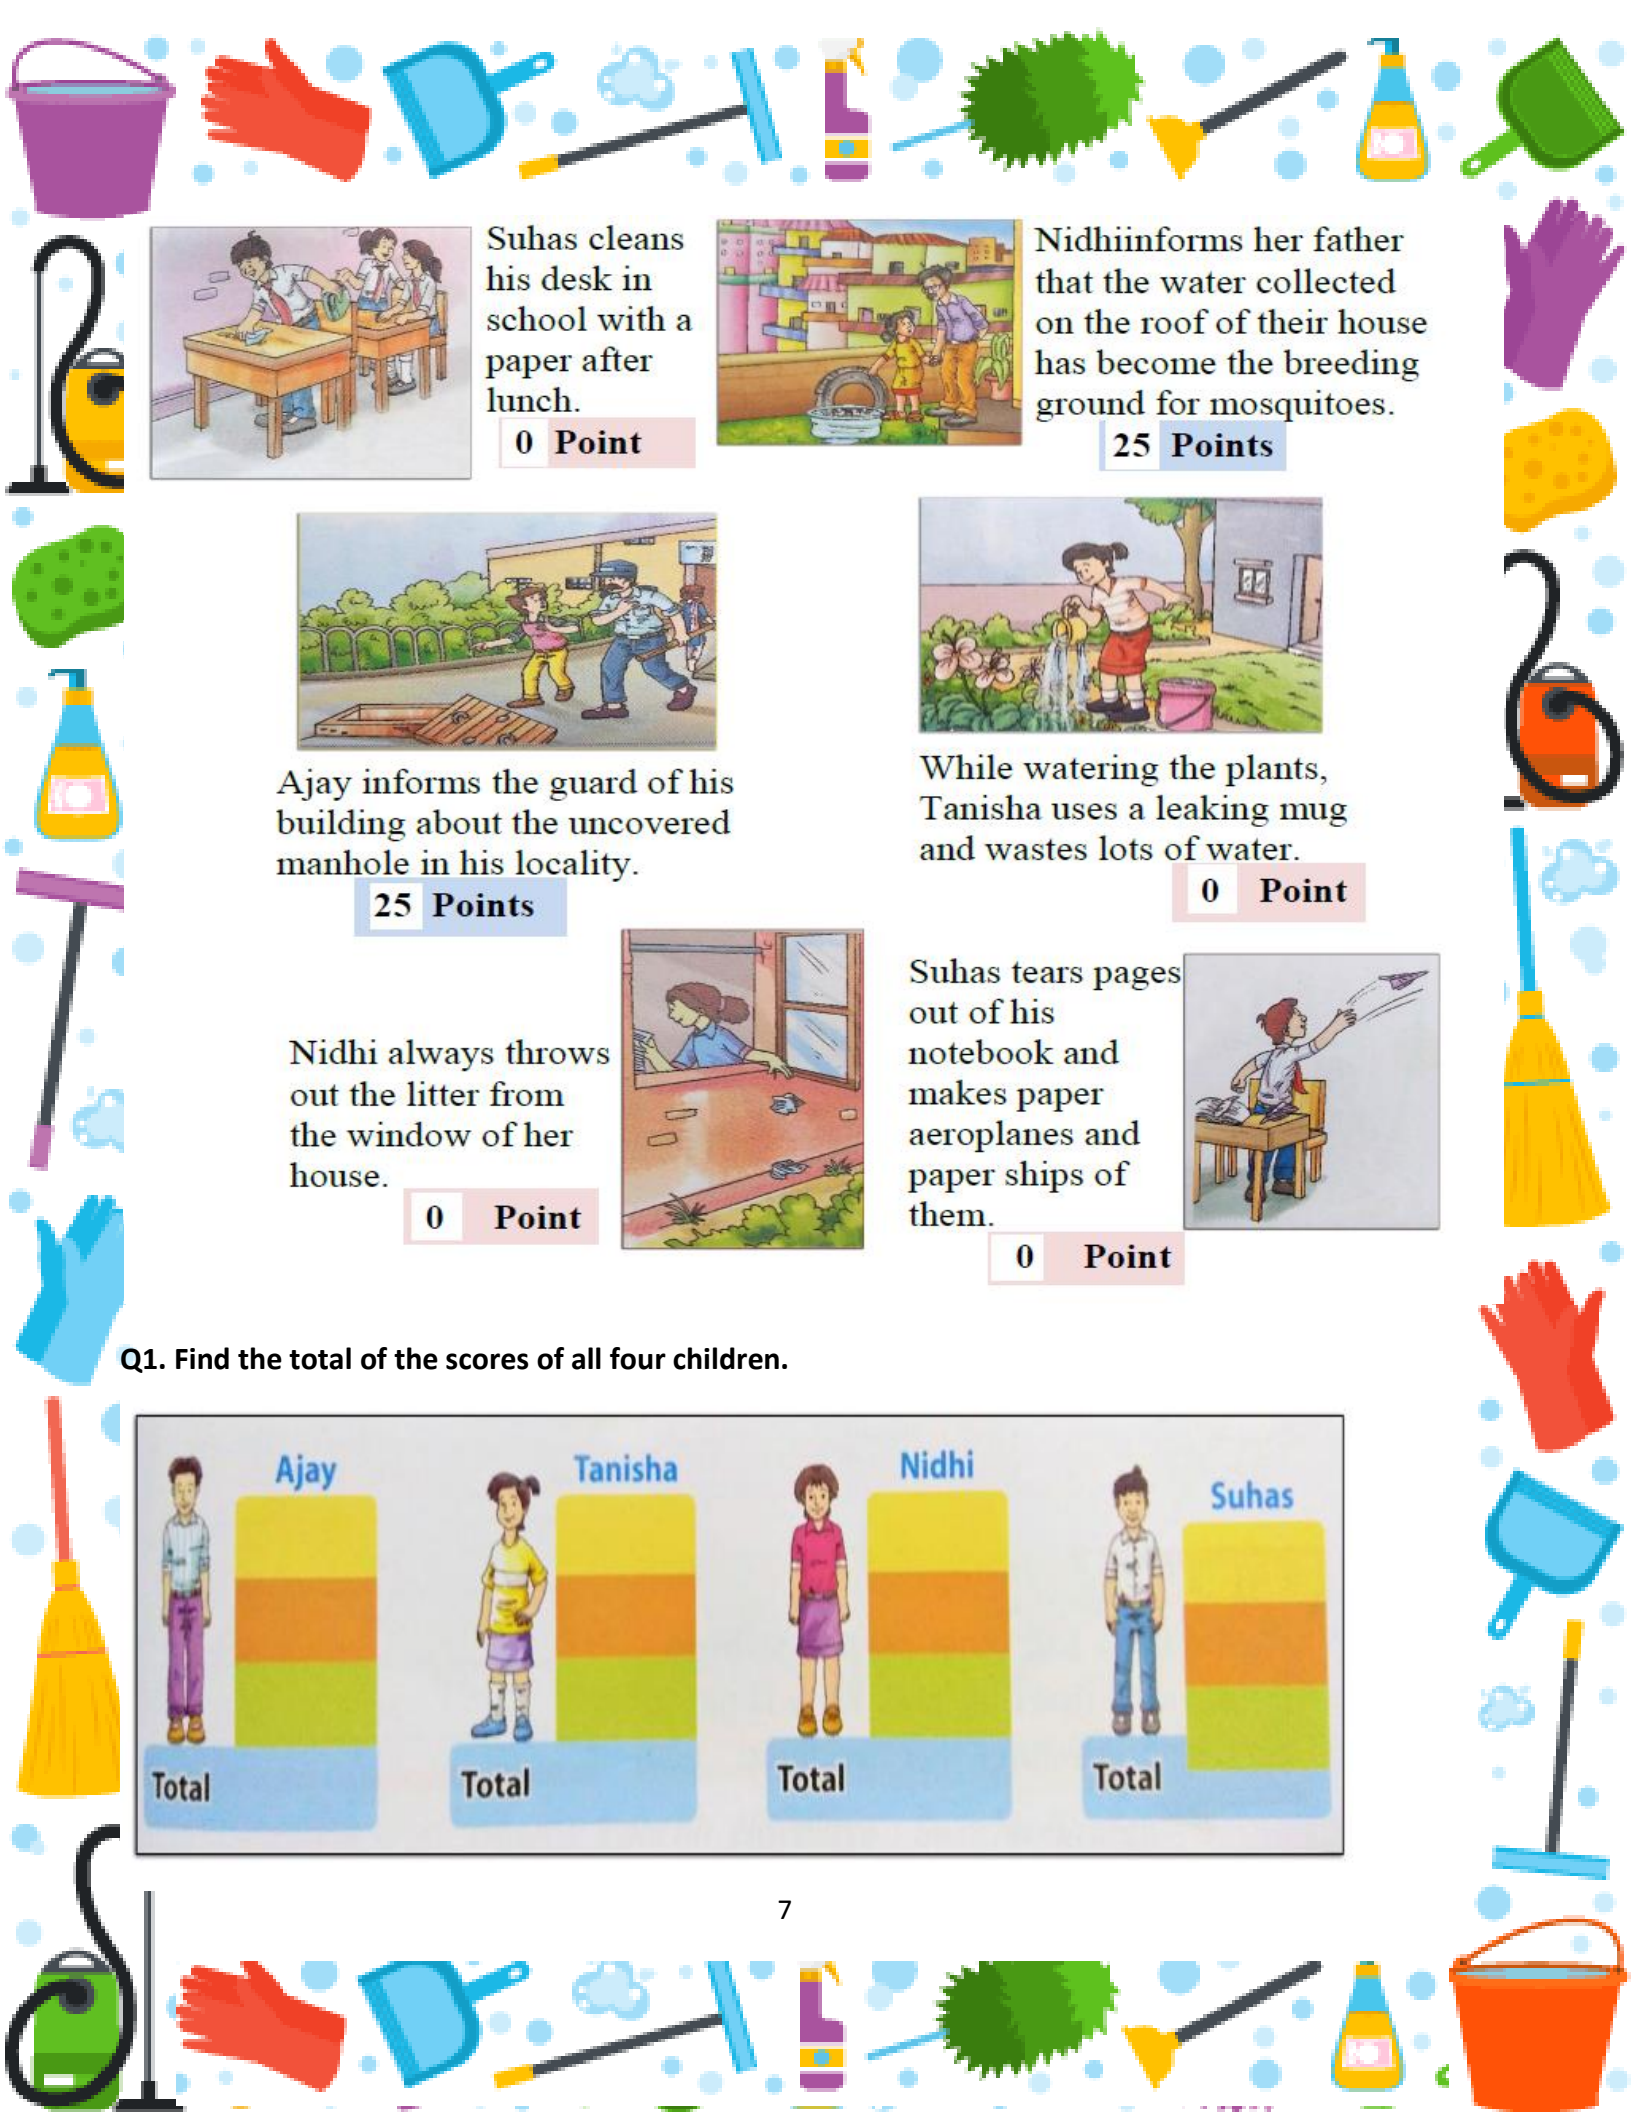 Suhas cleans
his desk in
school with a
paper after
lunch.
0 Point
Nidhiinforms her father
that the water collected
on the roof of their house
has become the breeding
ground for mosquitoes.
25 Points
Ajay informs the guard of his
building about the uncovered
manhole in his locality.
25 Points
While watering the plants,
Tanisha uses a leaking mug
and wastes lots of water.
0 Point
Nidhi always throws
out the litter from
the window of her
house.
0 Point
Suhas tears pages
out of his
notebook and
makes paper
aeroplanes and
paper ships of
them.
0 Point
Q1. Find the total of the scores of all four children.
Ajay
Tanisha
Nidhi
Suhas
Total
Total
Total
Total
7